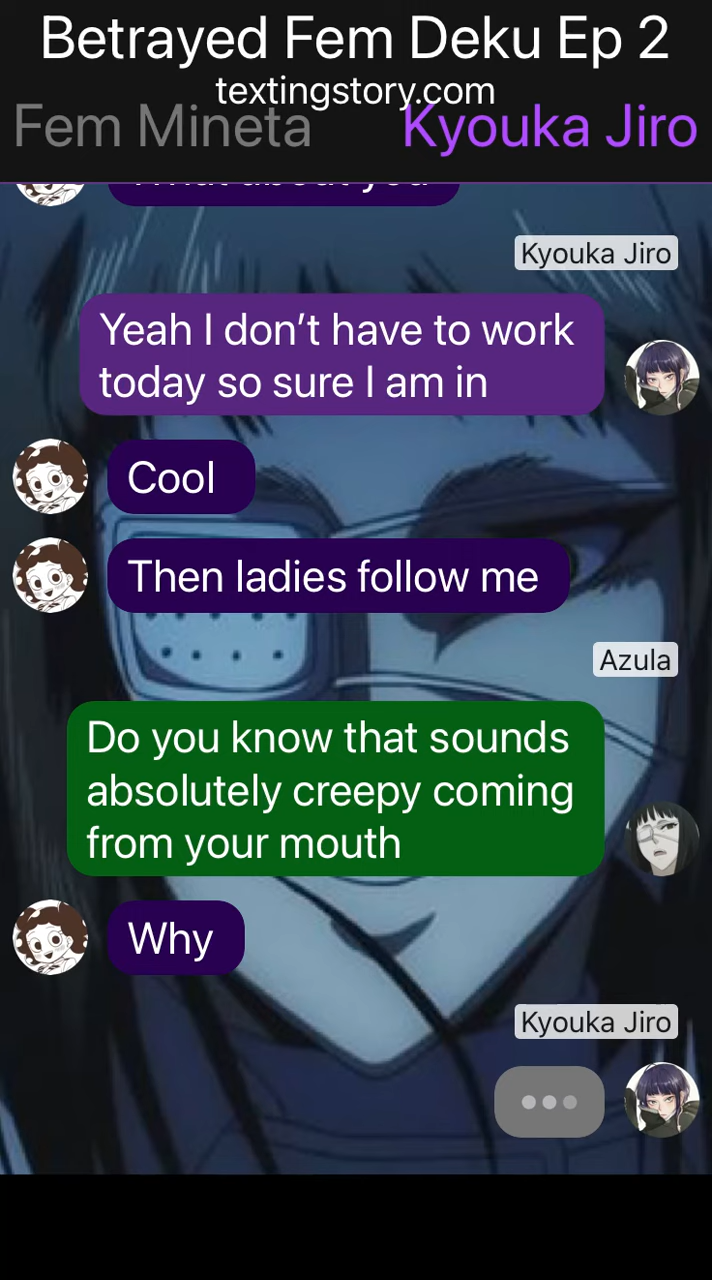 Betrayed Fem Deku Ep 2
textingstory.com
Fem Mineta
Kyouka Jiro
Kyouka Jiro
Yeah I don’t have to work
today so sure I am in
Cool
Then ladies follow me
Azula
Do you know that sounds
absolutely creepy coming
from your mouth
Why
Kyouka Jiro